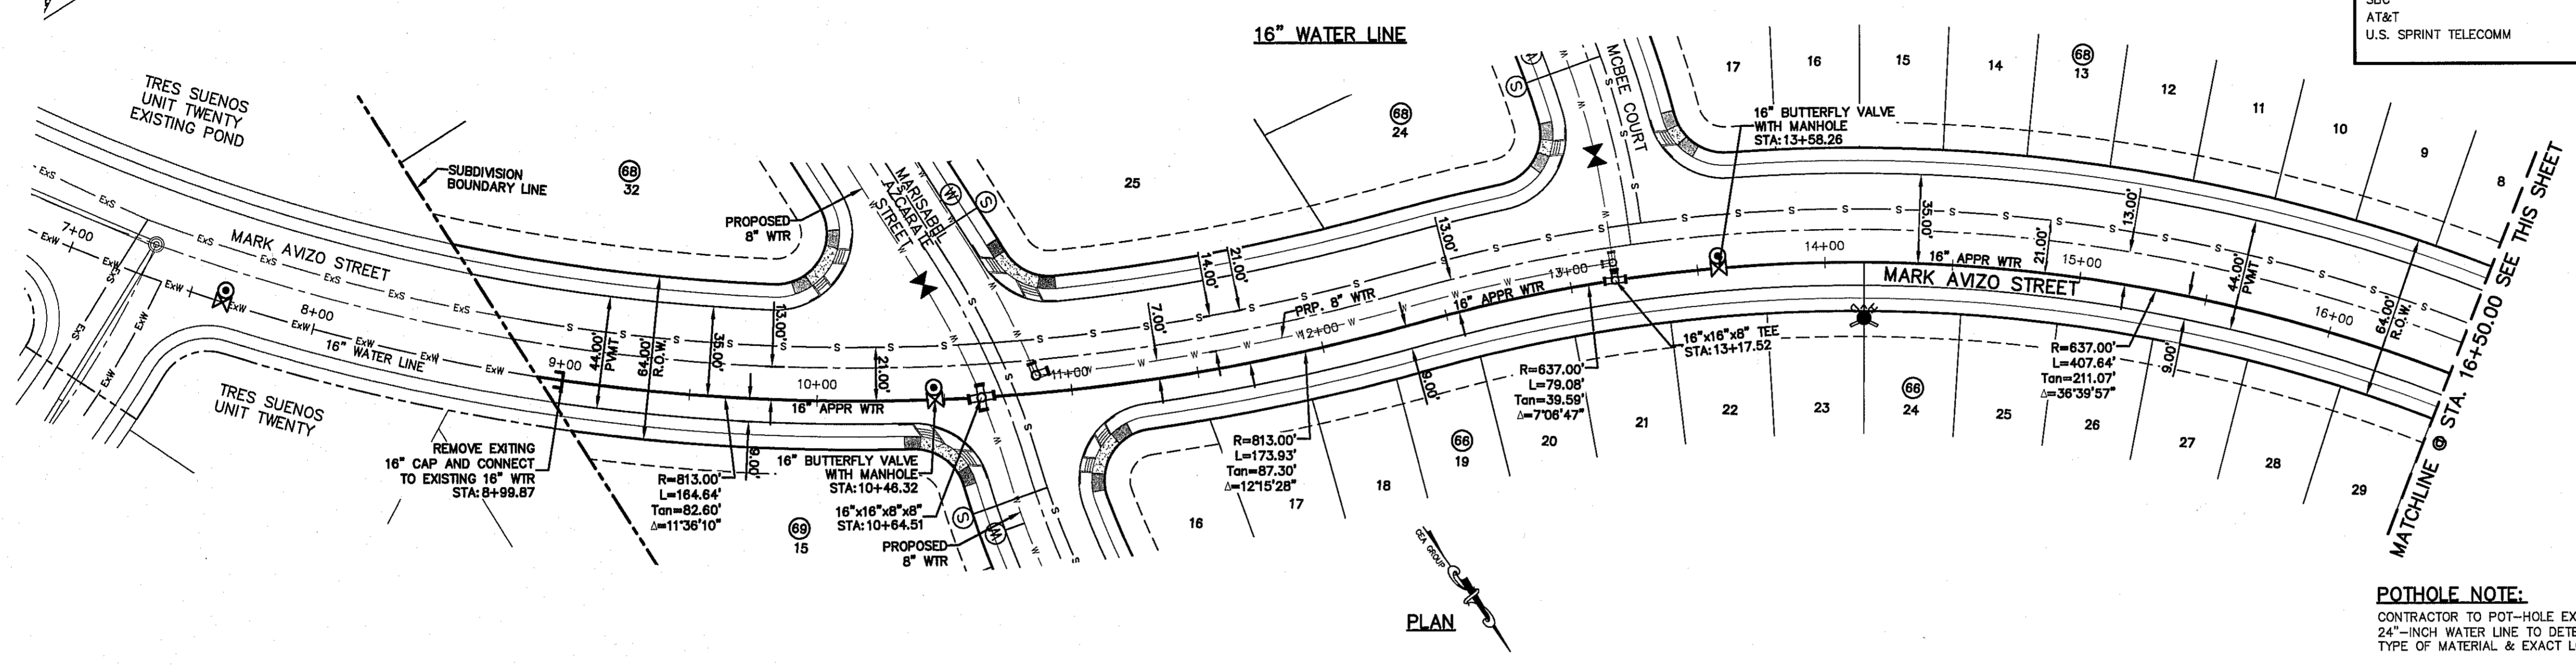 16" WATER LINE
SBC
AT&T
U.S. SPRINT TELECOMM
TRES SUENOS
UNIT TWENTY
EXISTING POND
SUBDIVISION
BOUNDARY LINE
68
32
PROPOSED
8" WTR
MARISABEL
AZCARATE
STREET
W
S
25
68
24
S
MCBEE COURT
17
16
15
14
68
13
12
11
10
9
8
16" BUTTERFLY VALVE
WITH MANHOLE
STA: 13+58.26
ExS
ExW
7+00
MARK AVIZO STREET
8+00
16" WATER LINE
9+00
44.00'
PVMT
64.00'
R.O.W.
35.00'
13.00'
10+00
21.00'
16" APPR WTR
11+00
7.00'
14.00'
21.00'
PRP. 8" WTR
12+00
13.00'
16" APPR WTR
13+00
14+00
35.00'
16" APPR WTR
21.00'
15+00
13.00'
44.00'
PVMT
MARK AVIZO STREET
16+00
64.00'
R.O.W.
MATCHLINE @ STA. 16+50.00 SEE THIS SHEET
TRES SUENOS
UNIT TWENTY
REMOVE EXITING
16" CAP AND CONNECT
TO EXISTING 16" WTR
STA: 8+99.87
R=813.00'
L=164.64'
Tan=82.60'
Δ=11°36'10"
9.00'
16" BUTTERFLY VALVE
WITH MANHOLE
STA: 10+46.32
16"x16"x8"x8"
STA: 10+64.51
69
15
PROPOSED
8" WTR
S
W
16
17
18
R=813.00'
L=173.93'
Tan=87.30'
Δ=12°15'28"
9.00'
66
19
20
R=637.00'
L=79.08'
Tan=39.59'
Δ=7°06'47"
16"x16"x8" TEE
STA: 13+17.52
21
22
23
66
24
25
26
R=637.00'
L=407.64'
Tan=211.07'
Δ=36°39'57"
9.00'
27
28
29
CEA GROUP
PLAN
POTHOLE NOTE:
CONTRACTOR TO POT-HOLE EX
24"-INCH WATER LINE TO DETE
TYPE OF MATERIAL & EXACT L